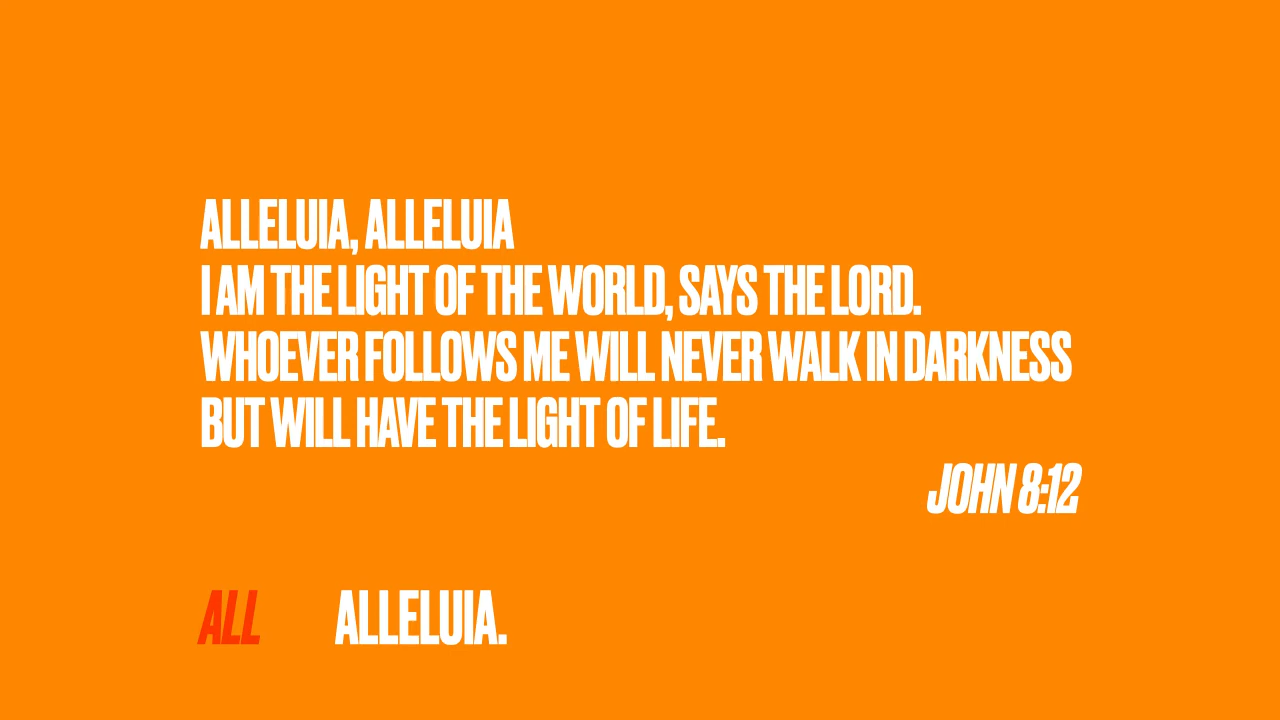 ALLELUIA, ALLELUIA
I AM THE LIGHT OF THE WORLD, SAYS THE LORD.
WHOEVER FOLLOWS ME WILL NEVER WALK IN DARKNESS
BUT WILL HAVE THE LIGHT OF LIFE.
JOHN 8:12
ALL ALLELUIA.